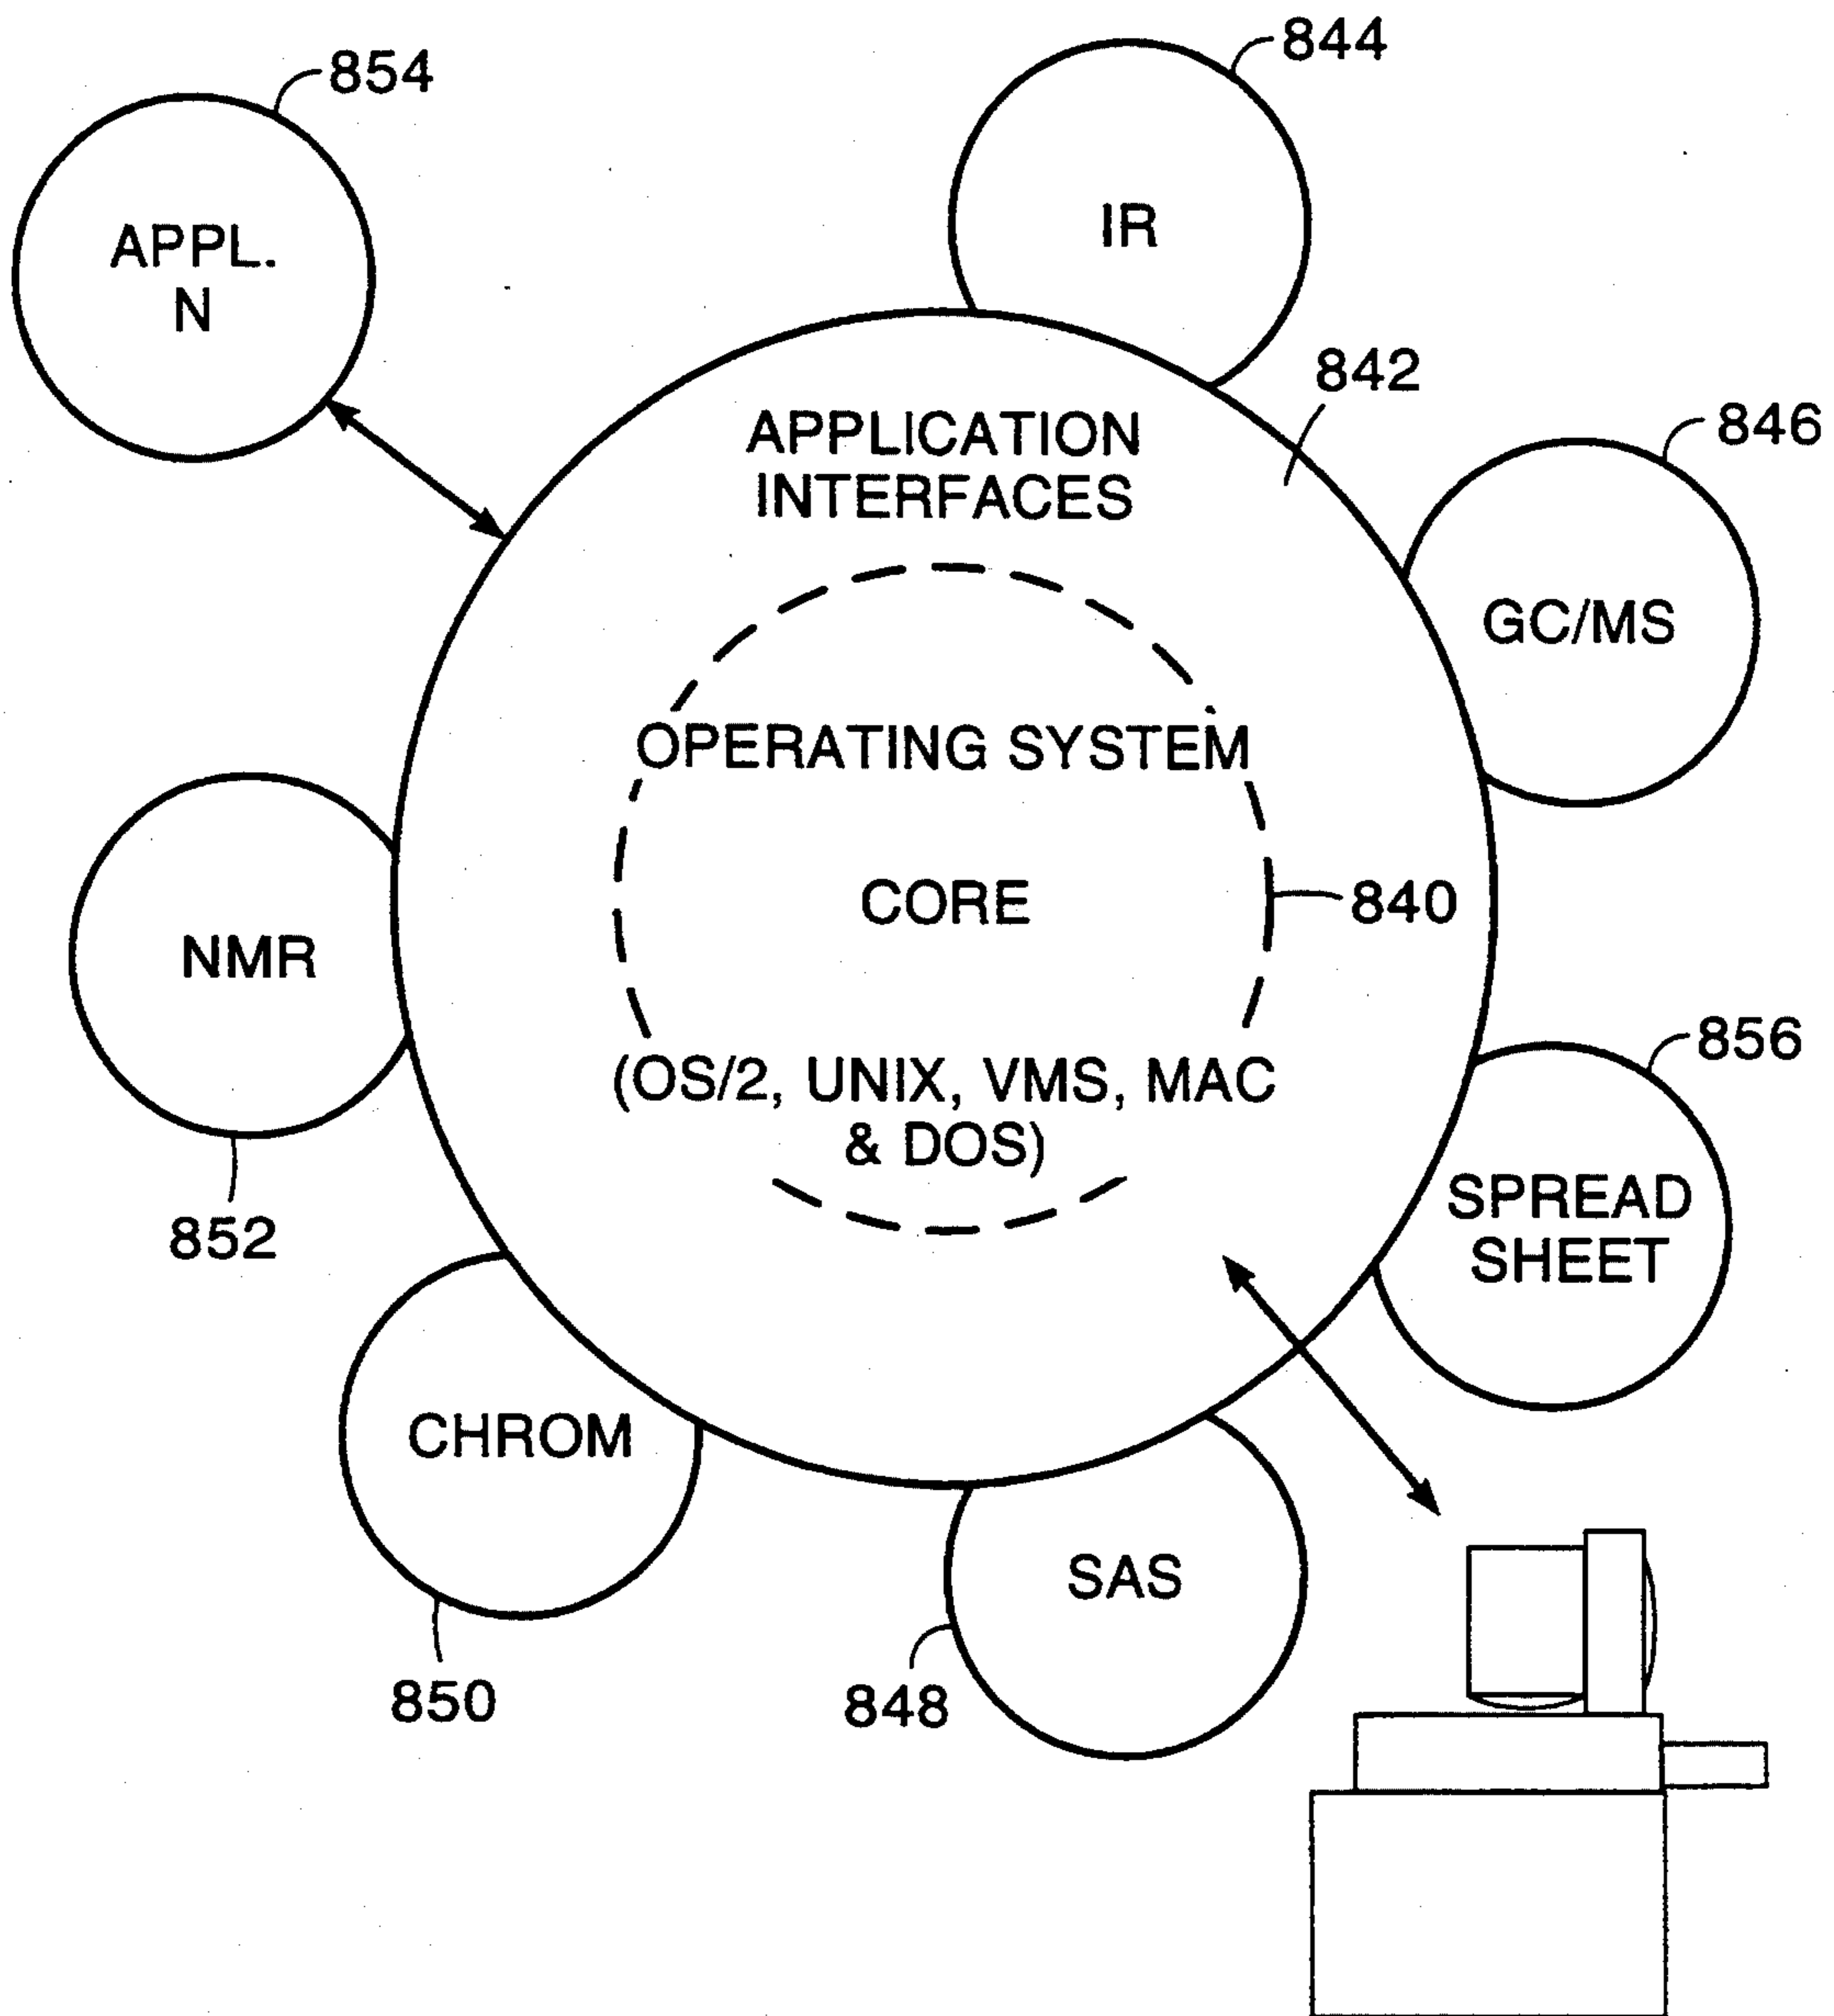 844
854
IR
APPL.
N
842
846
APPLICATION
INTERFACES
GC/MS
OPERATING SYSTEM
CORE
840
NMR
856
(OS/2, UNIX, VMS, MAC
& DOS)
852
SPREAD
SHEET
CHROM
SAS
850
848